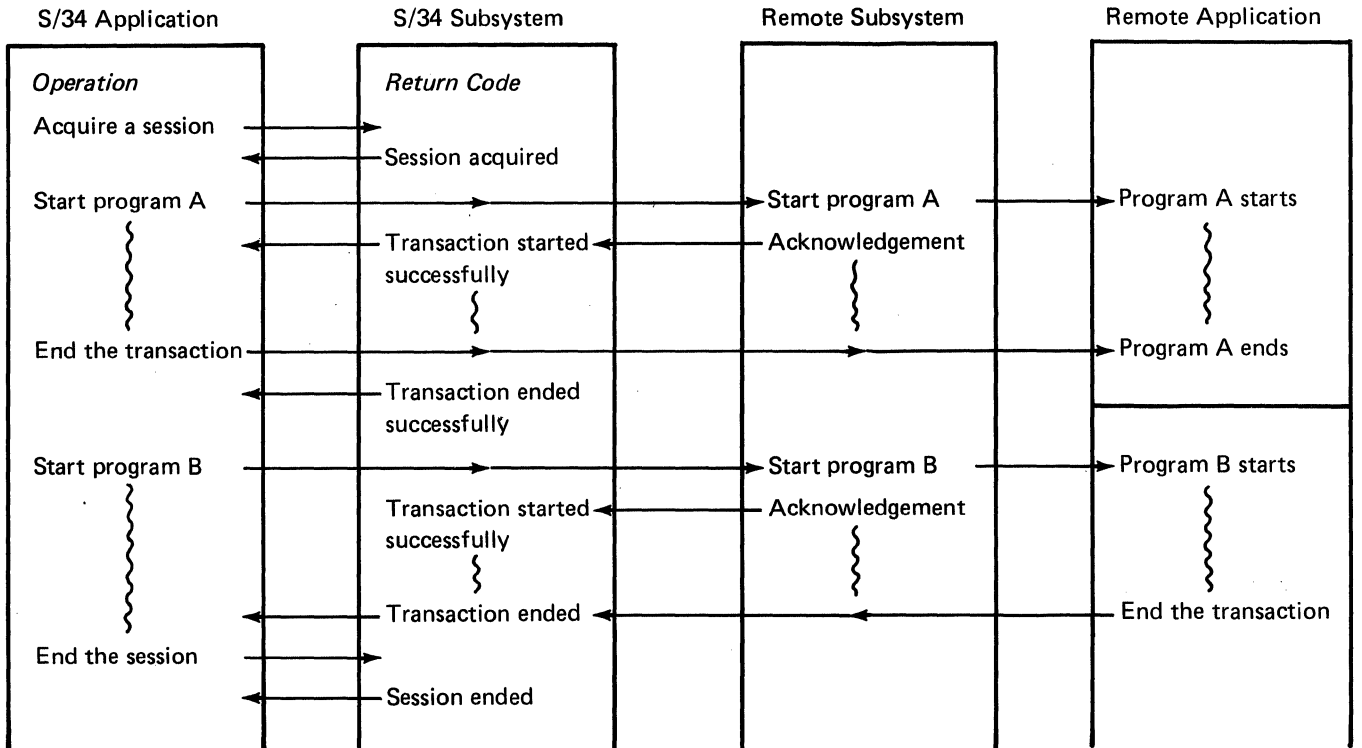 S/34 Application
S/34 Subsystem
Remote Subsystem
Remote Application
Operation
Return Code
Acquire a session
Session acquired
Start program A
Start program A
Program A starts
Transaction started
successfully
Acknowledgement
End the transaction
Program A ends
Transaction ended
successfully
Start program B
Start program B
Program B starts
Transaction started
successfully
Acknowledgement
Transaction ended
End the transaction
End the session
Session ended